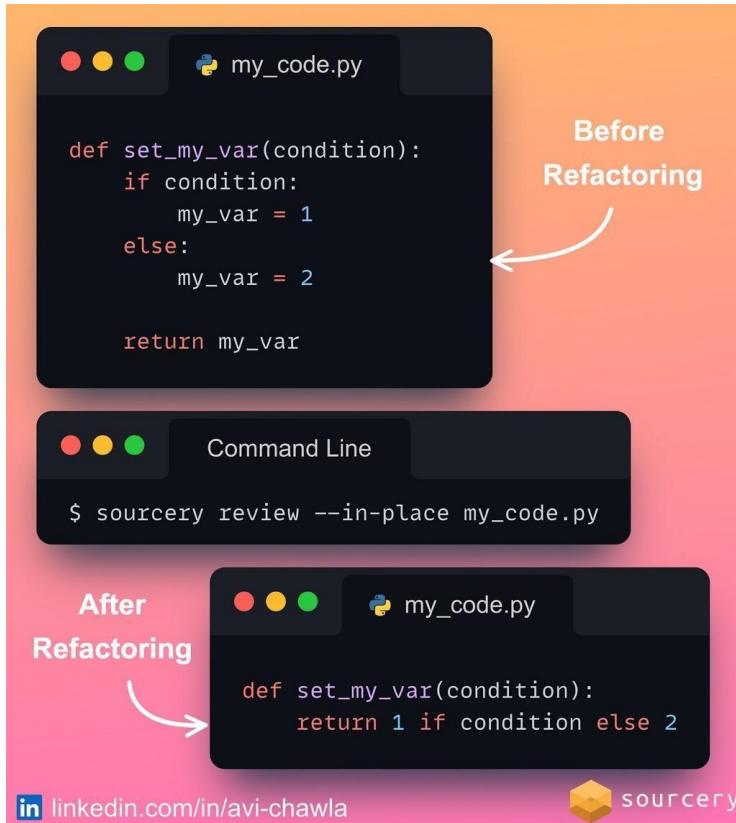 my_code.py
def set_my_var(condition):
    if condition:
        my_var = 1
    else:
        my_var = 2

    return my_var
Before
Refactoring
Command Line
$ sourcery review --in-place my_code.py
After
Refactoring
my_code.py
def set_my_var(condition):
    return 1 if condition else 2
in linkedin.com/in/avi-chawla
sourcery